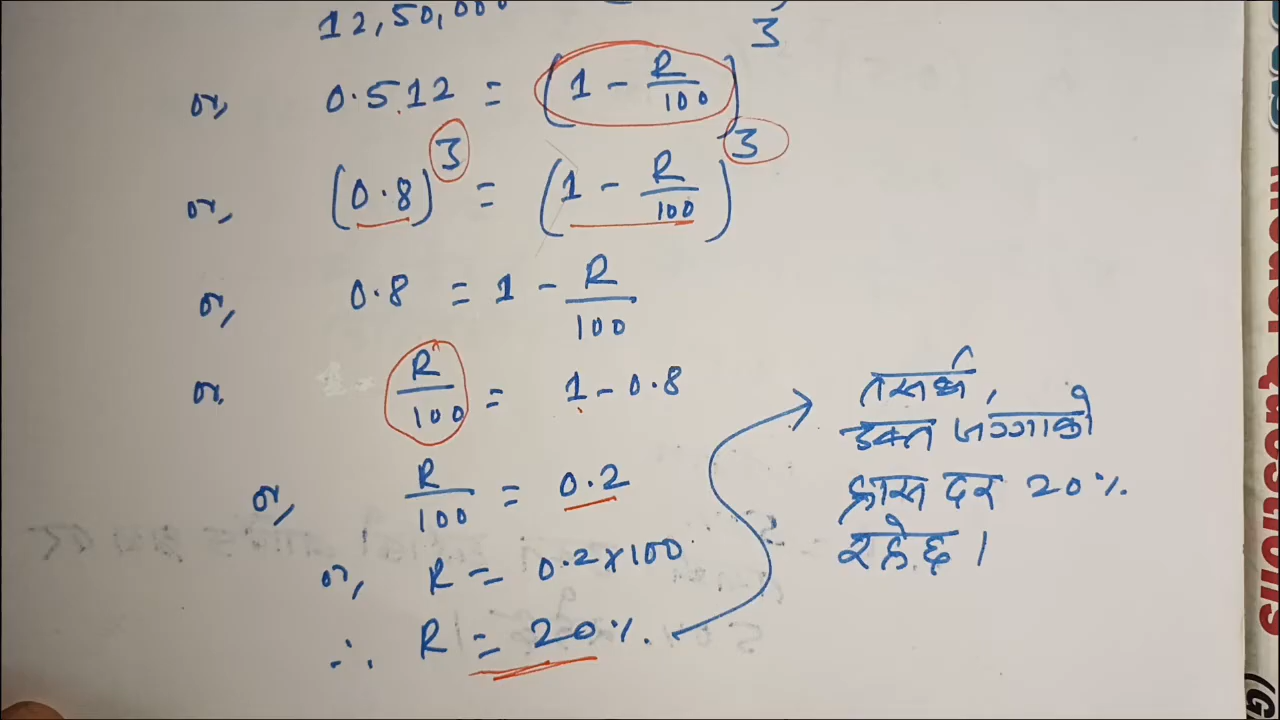 12,50,000
3
or, 0.512 = (1 - R/100)
or, (0.8)^3 = (1 - R/100)^3
or, 0.8 = 1 - R/100
or, R/100 = 1 - 0.8
or, R/100 = 0.2
or, R = 0.2 x 100
∴ R = 20%.
तसर्थ,
उक्त जग्गाको
ह्रास दर 20%.
रहेछ।
Questions